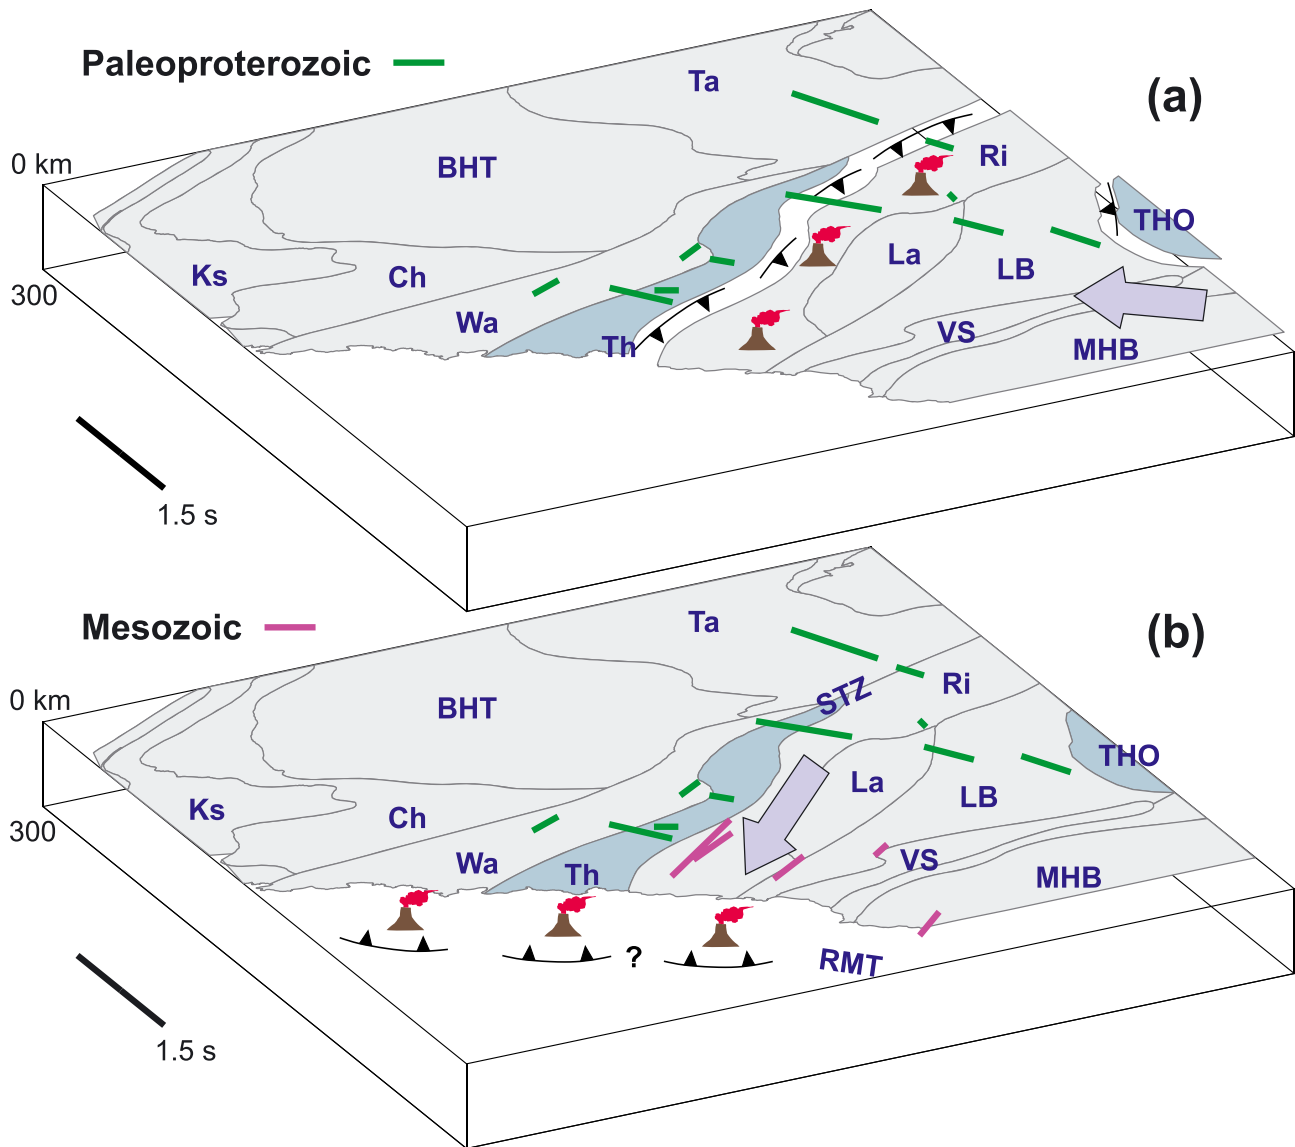 Paleoproterozoic
(a)
Ta
0 km
BHT
Ri
THO
Ks
Ch
La
LB
300
Wa
VS
Th
MHB
1.5 s
Mesozoic
(b)
Ta
0 km
BHT
STZ
Ri
THO
Ks
Ch
La
LB
300
Wa
Th
VS
MHB
?
RMT
1.5 s